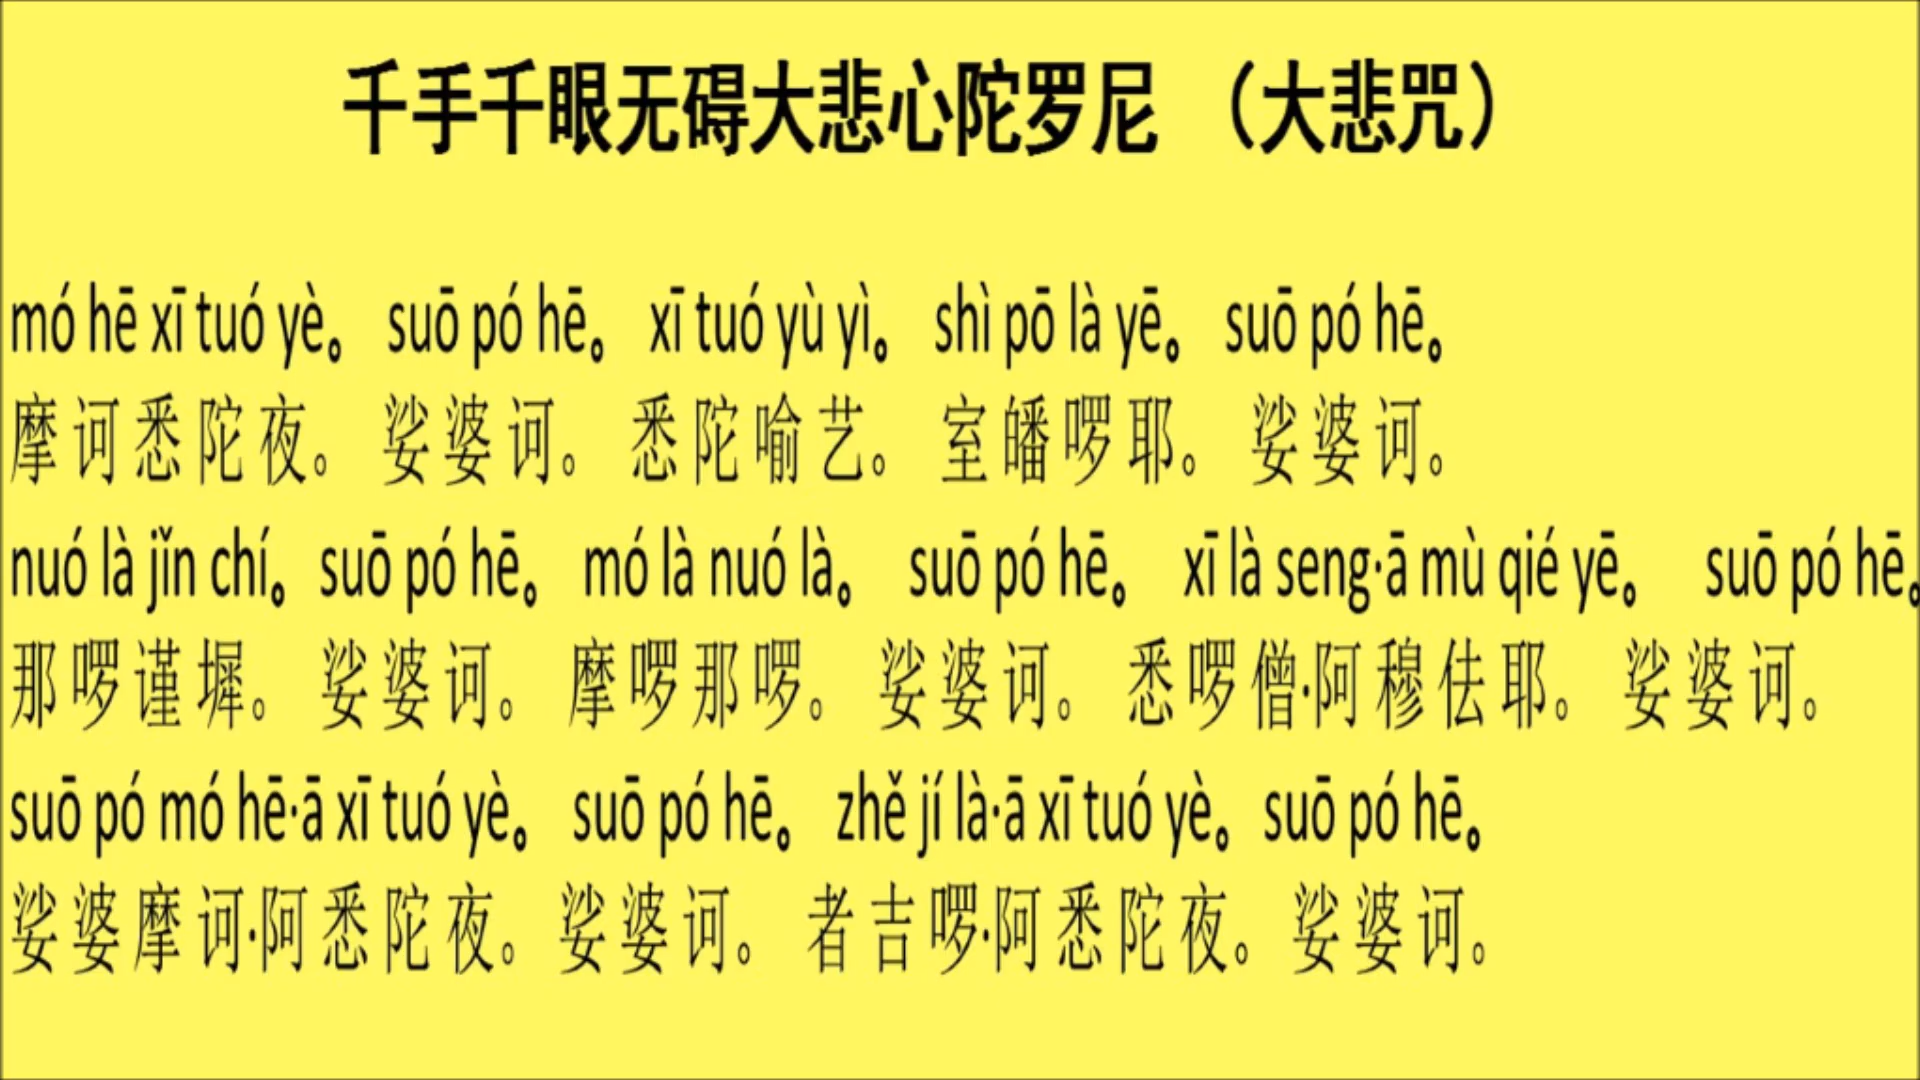 千手千眼无碍大悲心陀罗尼 （大悲咒）
mó hē xī tuó yè。 suō pó hē。 xī tuó yù yì。 shì pō là yē。 suō pó hē。
摩诃悉陀夜。 娑婆诃。 悉陀喻艺。 室皤啰耶。 娑婆诃。
nuó là jǐn chí。 suō pó hē。 mó là nuó là。 suō pó hē。 xī là seng·ā mù qié yē。 suō pó hē。
那啰谨墀。 娑婆诃。 摩啰那啰。 娑婆诃。 悉啰僧·阿穆佉耶。 娑婆诃。
suō pó mó hē·ā xī tuó yè。 suō pó hē。 zhě jí là·ā xī tuó yè。 suō pó hē。
娑婆摩诃·阿悉陀夜。 娑婆诃。 者吉啰·阿悉陀夜。 娑婆诃。